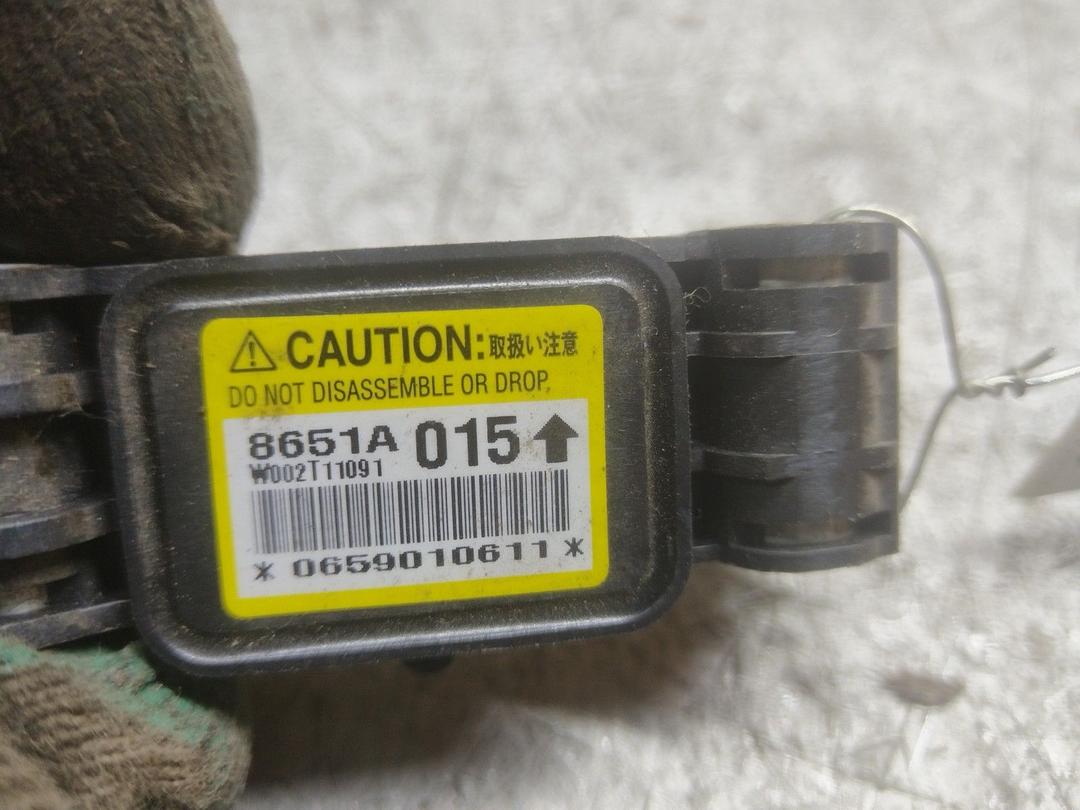 CAUTION:取扱い注意
DO NOT DISASSEMBLE OR DROP.
8651A 015
W002T11091
* 0659010611 *